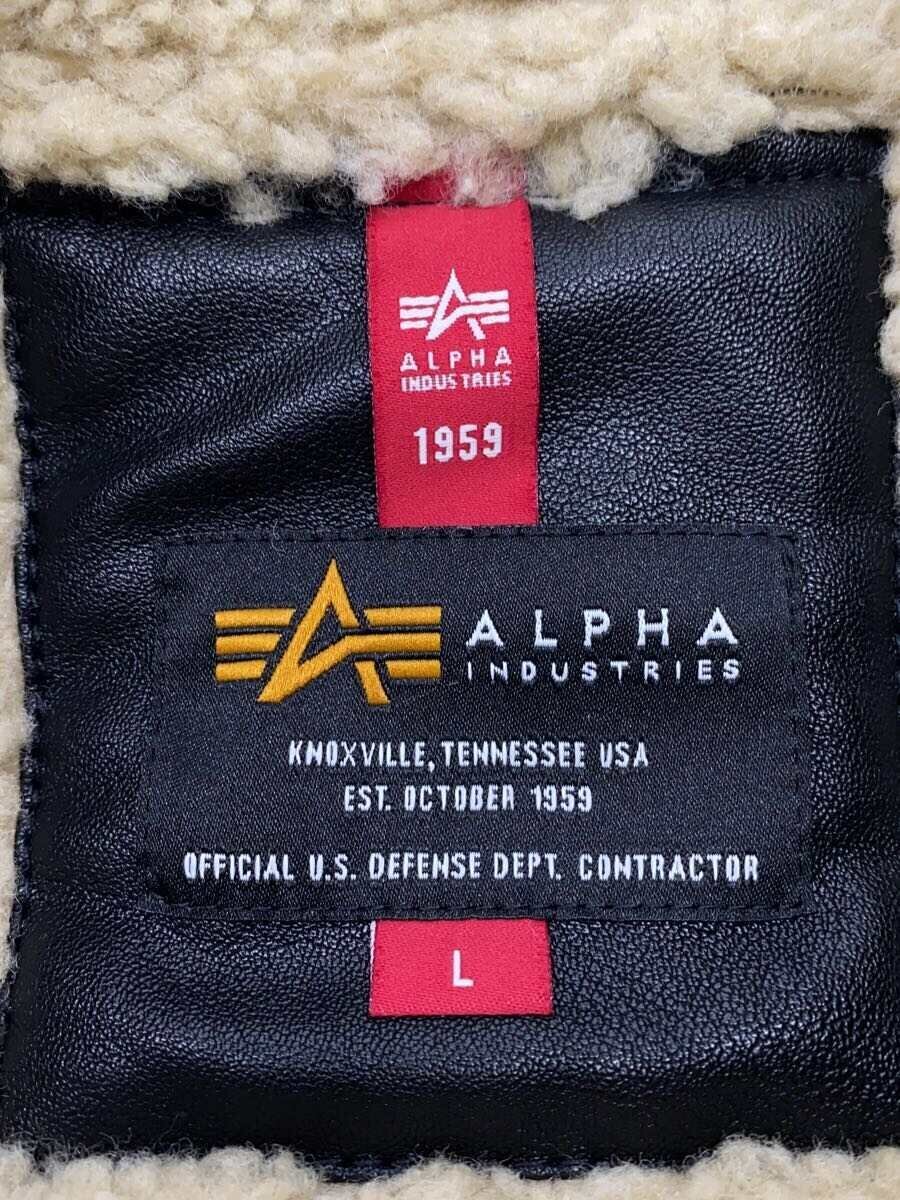 ALPHA
INDUSTRIES
1959
ALPHA
INDUSTRIES
KNOXVILLE, TENNESSEE USA
EST. OCTOBER 1959
OFFICIAL U.S. DEFENSE DEPT. CONTRACTOR
L